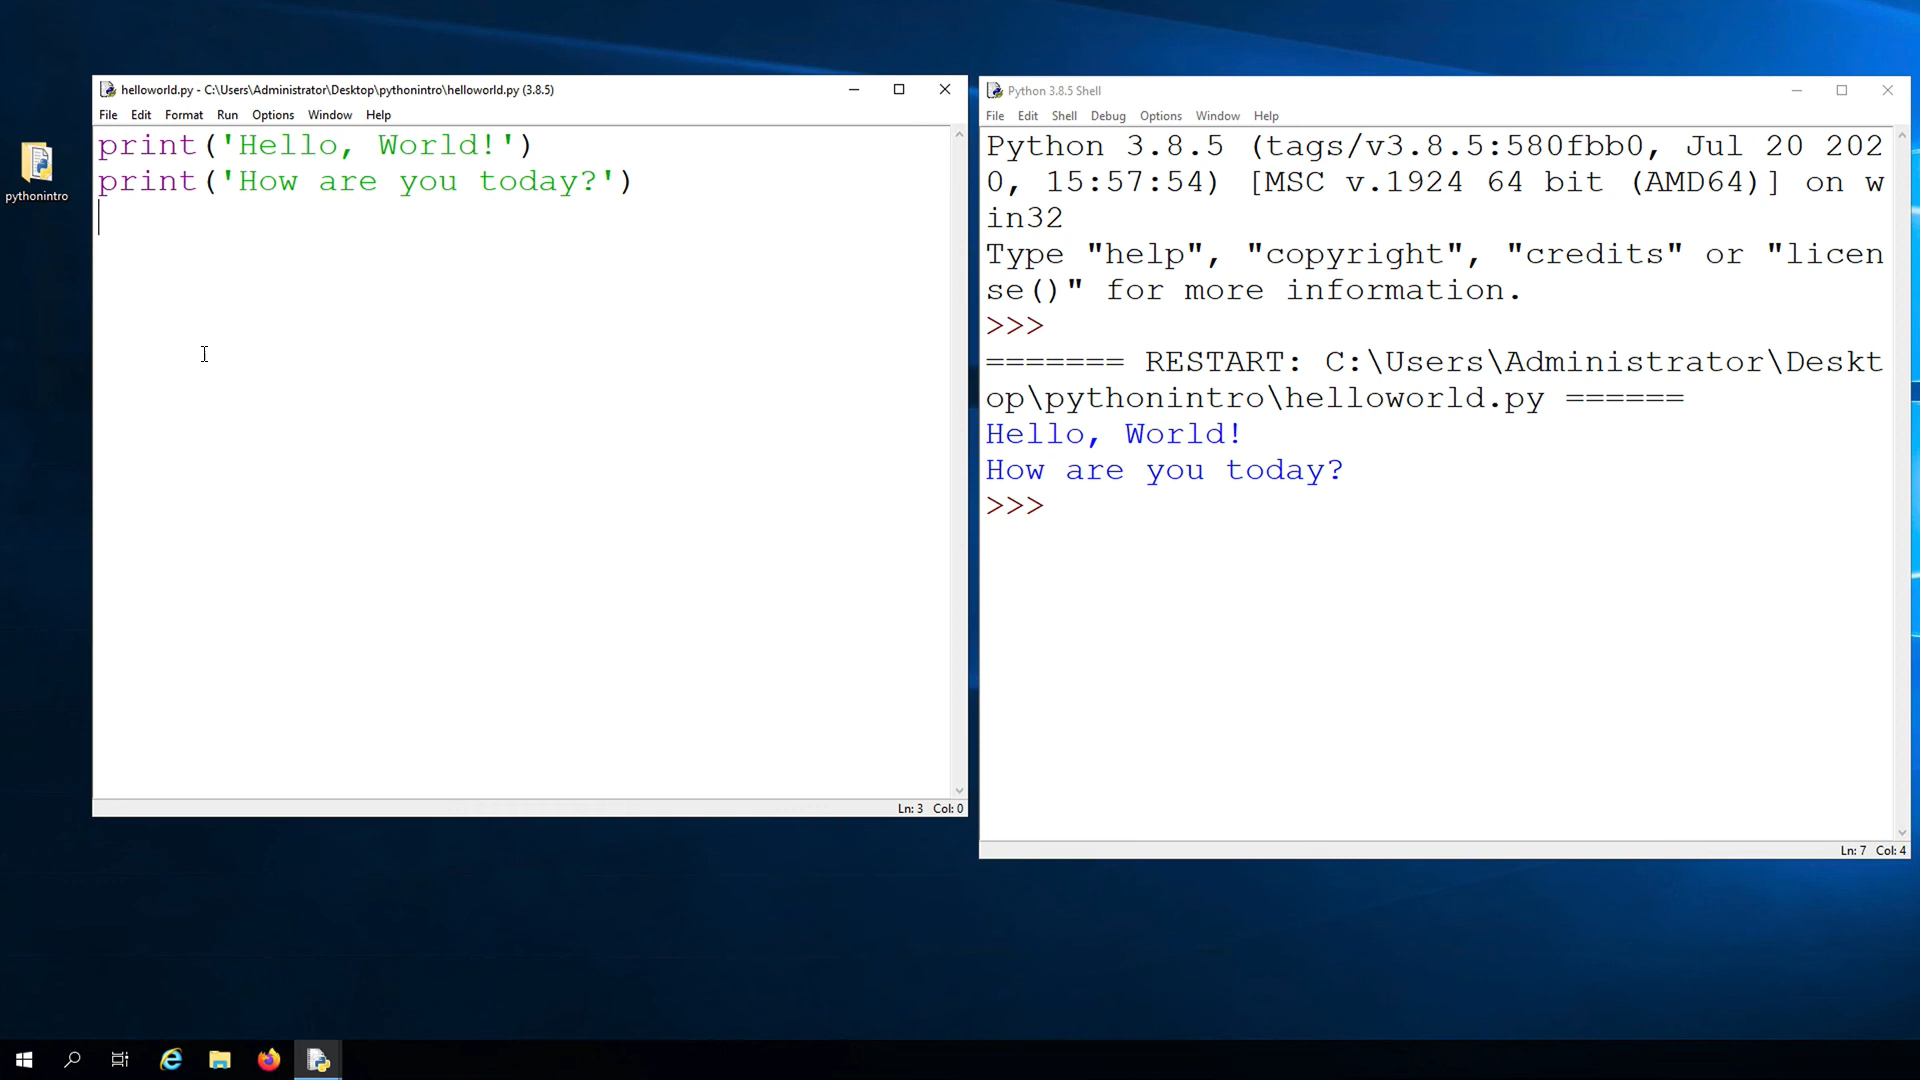 pythonintro
helloworld.py - C:\Users\Administrator\Desktop\pythonintro\helloworld.py (3.8.5)
File Edit Format Run Options Window Help
print('Hello, World!')
print('How are you today?')
Ln: 3 Col: 0
Python 3.8.5 Shell
File Edit Shell Debug Options Window Help
Python 3.8.5 (tags/v3.8.5:580fbb0, Jul 20 202
0, 15:57:54) [MSC v.1924 64 bit (AMD64)] on w
in32
Type "help", "copyright", "credits" or "licen
se()" for more information.
>>>
======= RESTART: C:\Users\Administrator\Deskt
op\pythonintro\helloworld.py ======
Hello, World!
How are you today?
>>>
Ln: 7 Col: 4